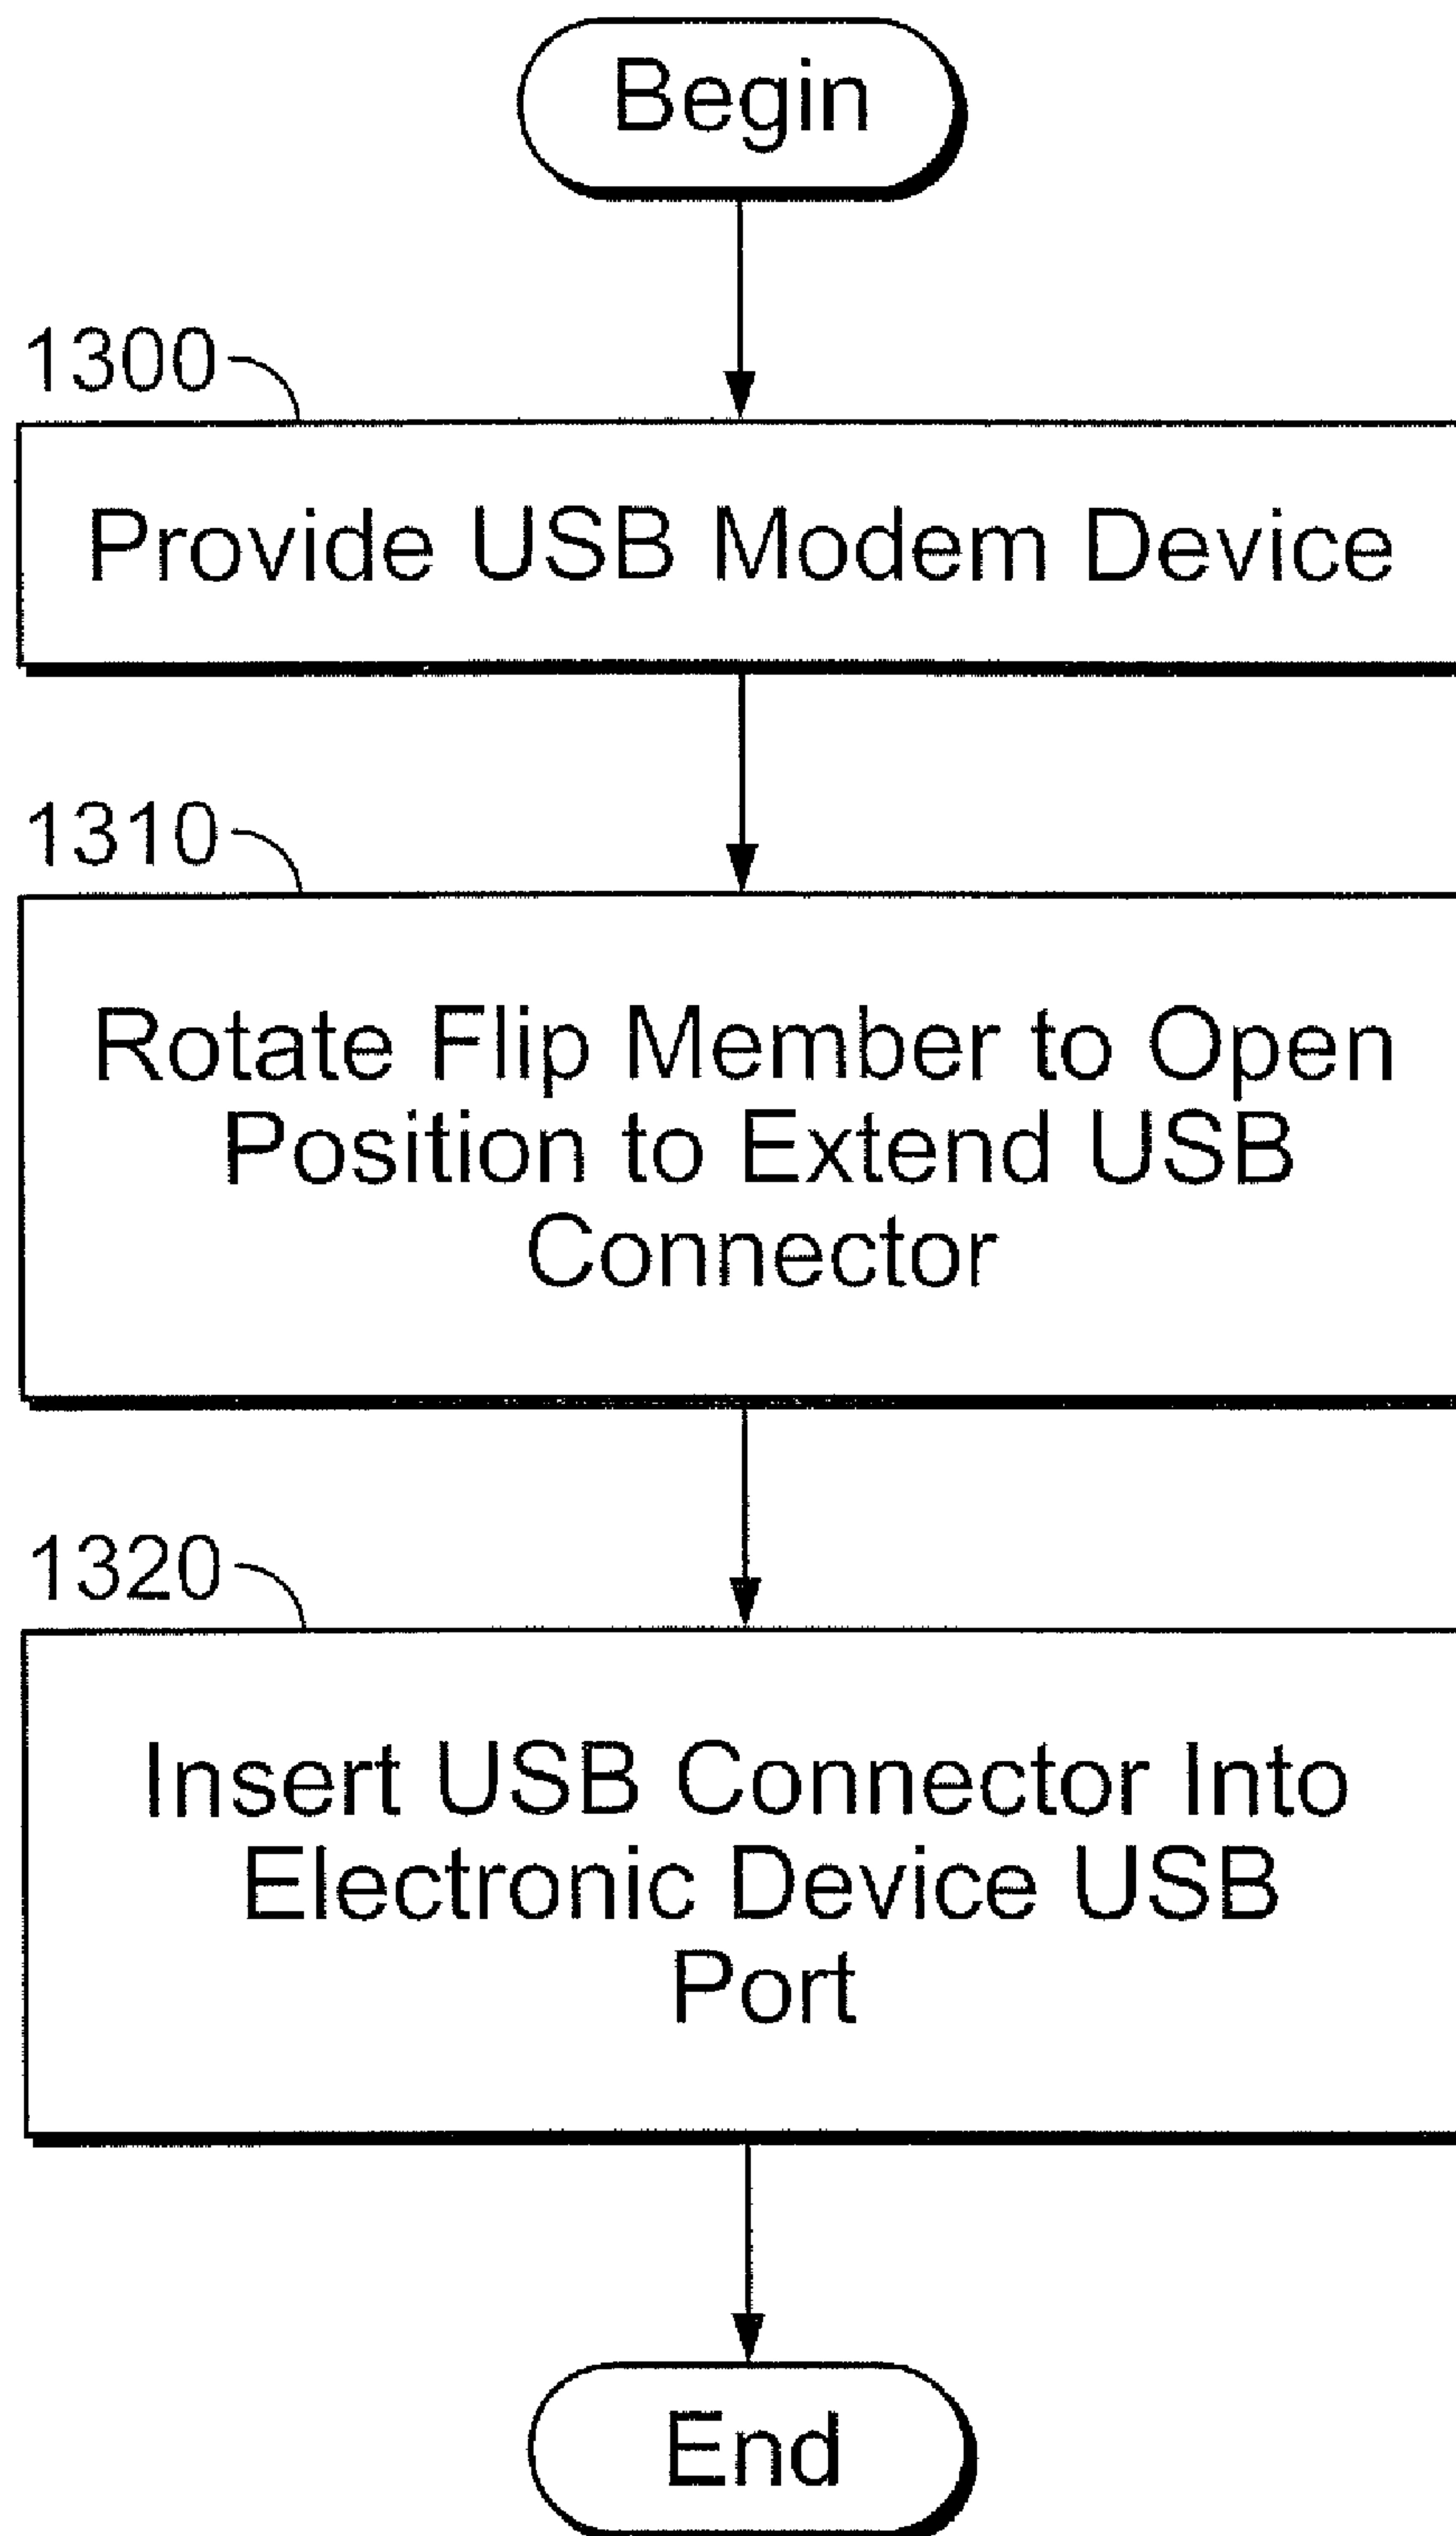 Begin
1300
Provide USB Modem Device
1310
Rotate Flip Member to Open
Position to Extend USB
Connector
1320
Insert USB Connector Into
Electronic Device USB
Port
End